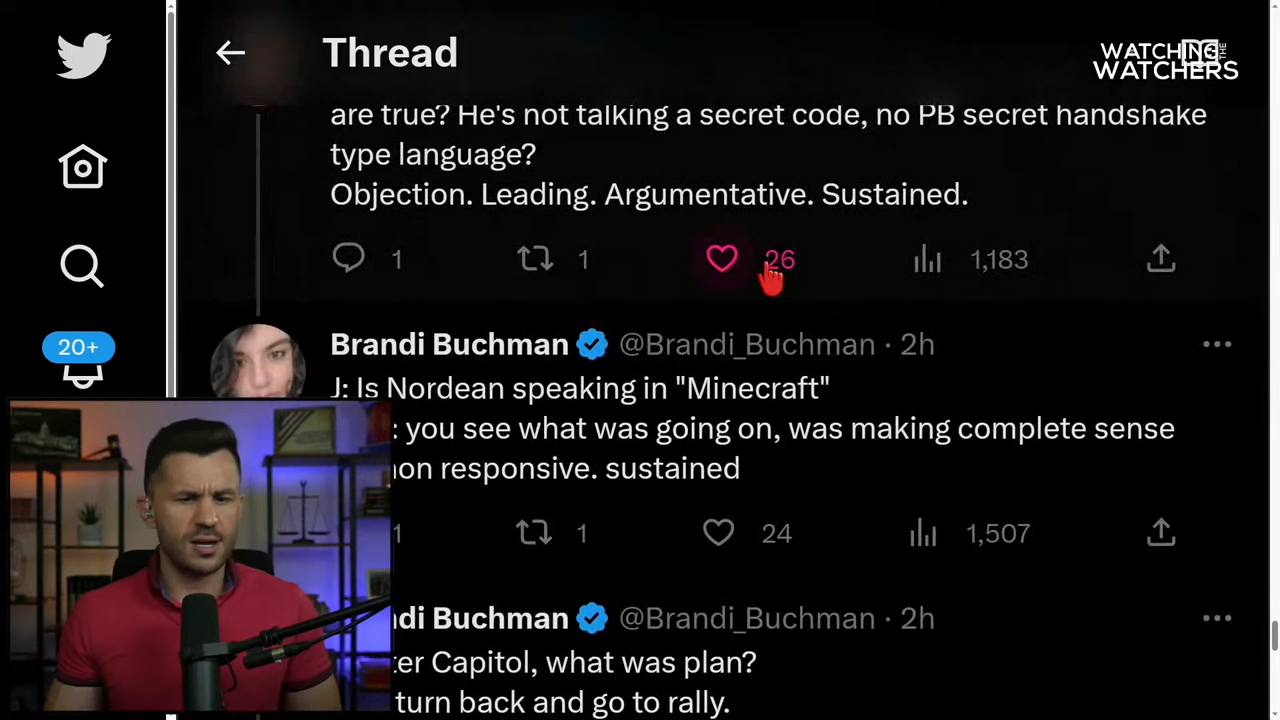 Thread
WATCHING THE
WATCHERS
are true? He's not talking a secret code, no PB secret handshake
type language?
Objection. Leading. Argumentative. Sustained.
1 1 26 1,183
20+
Brandi Buchman @Brandi_Buchman · 2h
J: Is Nordean speaking in "Minecraft"
: you see what was going on, was making complete sense
non responsive. sustained
1 1 24 1,507
di Buchman @Brandi_Buchman · 2h
ter Capitol, what was plan?
turn back and go to rally.